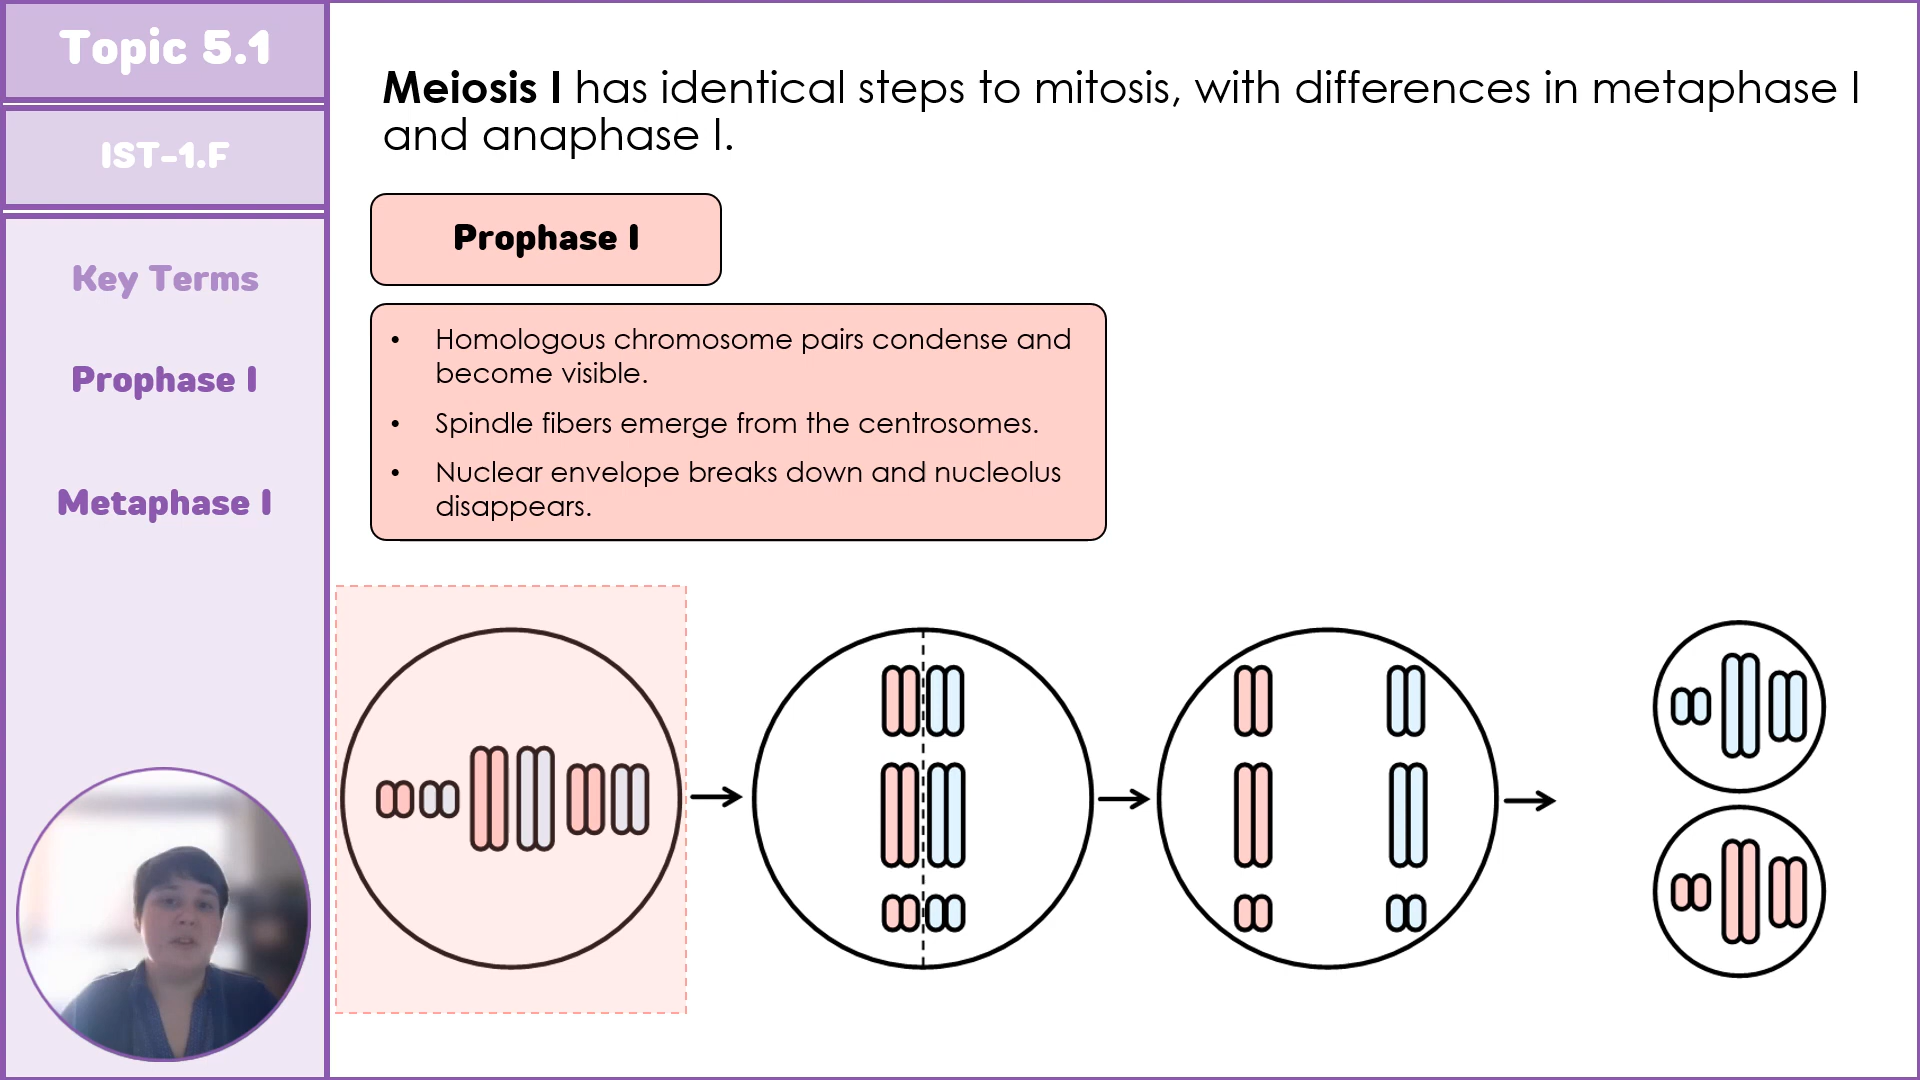 Topic 5.1
IST-1.F
Key Terms
Prophase I
Metaphase I
Meiosis I has identical steps to mitosis, with differences in metaphase I
and anaphase I.
Prophase I
• Homologous chromosome pairs condense and
become visible.
• Spindle fibers emerge from the centrosomes.
• Nuclear envelope breaks down and nucleolus
disappears.